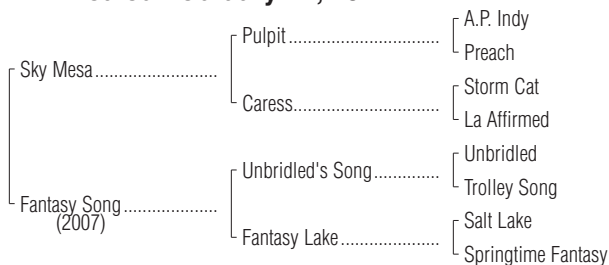 A.P. Indy
Pulpit
Preach
Sky Mesa
Storm Cat
Caress
La Affirmed
Unbridled
Unbridled's Song
Trolley Song
Fantasy Song
(2007)
Salt Lake
Fantasy Lake
Springtime Fantasy